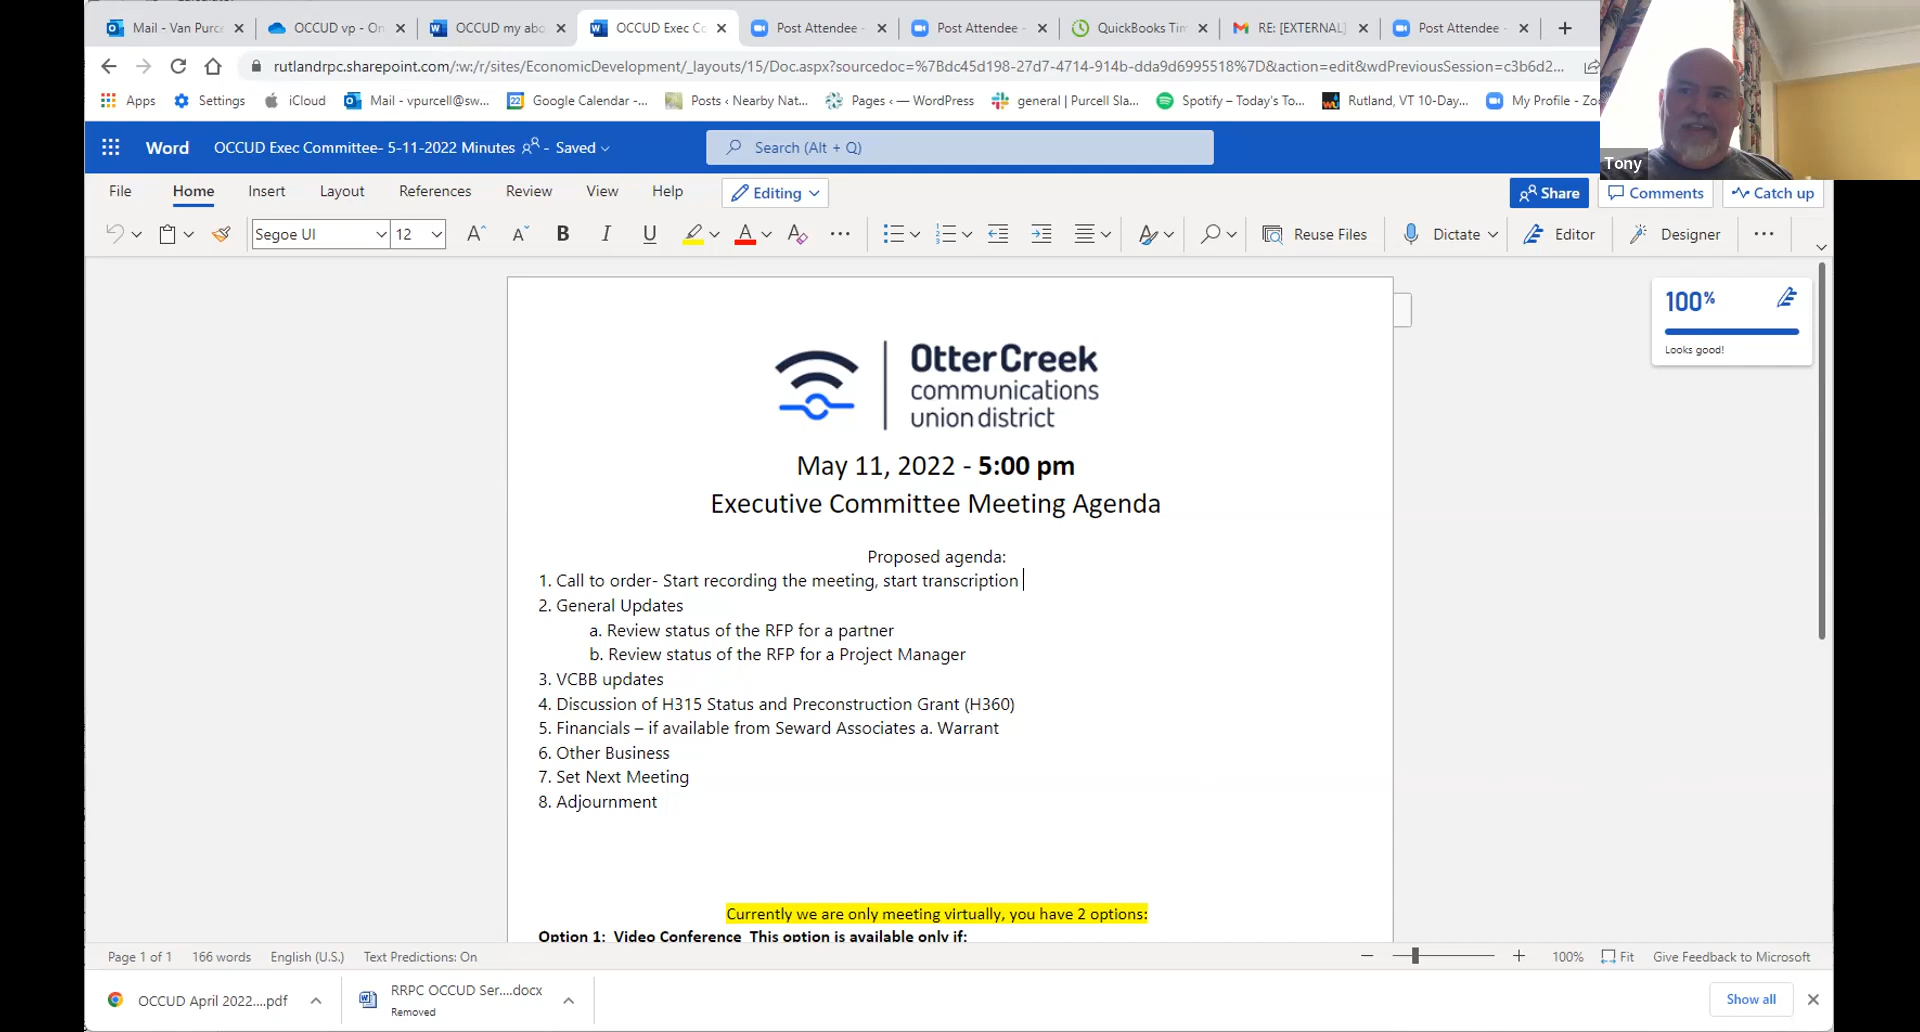 Mail - Van Purce
OCCUD vp - On
OCCUD my abo
OCCUD Exec Co
Post Attendee -
Post Attendee -
QuickBooks Tim
RE: [EXTERNAL]
Post Attendee -
rutlandrpc.sharepoint.com/:w:/r/sites/EconomicDevelopment/_layouts/15/Doc.aspx?sourcedoc=%7Bdc45d198-27d7-4714-914b-dda9d6995518%7D&action=edit&wdPreviousSession=c3b6d2...
Apps
Settings
iCloud
Mail - vpurcell@sw...
Google Calendar -...
Posts ‹ Nearby Nat...
Pages ‹ — WordPress
general | Purcell Sla...
Spotify – Today's To...
Rutland, VT 10-Day...
My Profile - Zoo
Tony
Word
OCCUD Exec Committee- 5-11-2022 Minutes
- Saved
Search (Alt + Q)
File
Home
Insert
Layout
References
Review
View
Help
Editing
Share
Comments
Catch up
Segoe UI
12
A^
A˅
B
I
U
A
A
...
Reuse Files
Dictate
Editor
Designer
...
100%
Looks good!
Otter Creek
communications
union district
May 11, 2022 - 5:00 pm
Executive Committee Meeting Agenda
Proposed agenda:
1. Call to order- Start recording the meeting, start transcription
2. General Updates
a. Review status of the RFP for a partner
b. Review status of the RFP for a Project Manager
3. VCBB updates
4. Discussion of H315 Status and Preconstruction Grant (H360)
5. Financials – if available from Seward Associates a. Warrant
6. Other Business
7. Set Next Meeting
8. Adjournment
Currently we are only meeting virtually, you have 2 options:
Option 1:  Video Conference  This option is available only if:
Page 1 of 1
166 words
English (U.S.)
Text Predictions: On
100%
Fit
Give Feedback to Microsoft
OCCUD April 2022....pdf
RRPC OCCUD Ser....docx
Removed
Show all